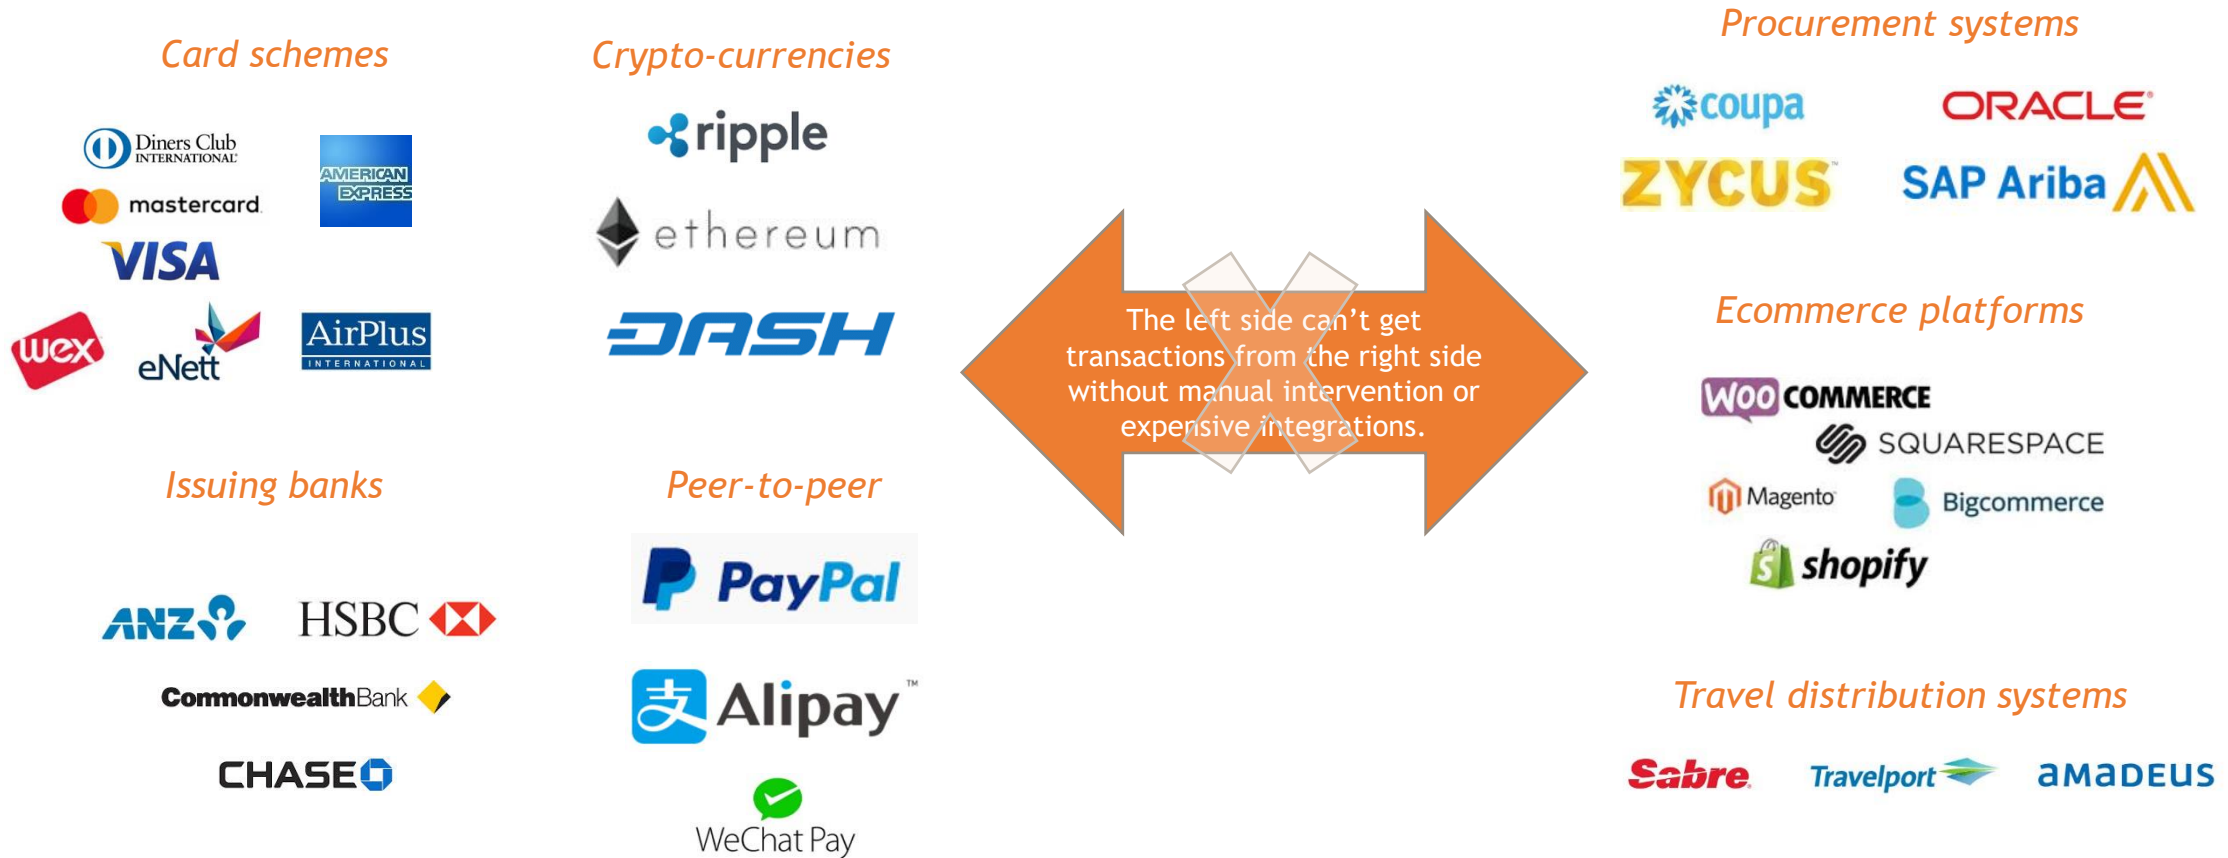 Card schemes
Diners Club
INTERNATIONAL
AMERICAN
EXPRESS
mastercard.
VISA
wex
eNett
AirPlus
INTERNATIONAL
Crypto-currencies
ripple
ethereum
DASH
Issuing banks
ANZ
HSBC
CommonwealthBank
CHASE
Peer-to-peer
PayPal
支 Alipay™
WeChat Pay
The left side can’t get
transactions from the right side
without manual intervention or
expensive integrations.
Procurement systems
coupa
ORACLE®
ZYCUS™
SAP Ariba
Ecommerce platforms
WOO COMMERCE
SQUARESPACE
Magento
Bigcommerce
S shopify
Travel distribution systems
Sabre
Travelport
aMaDEUS